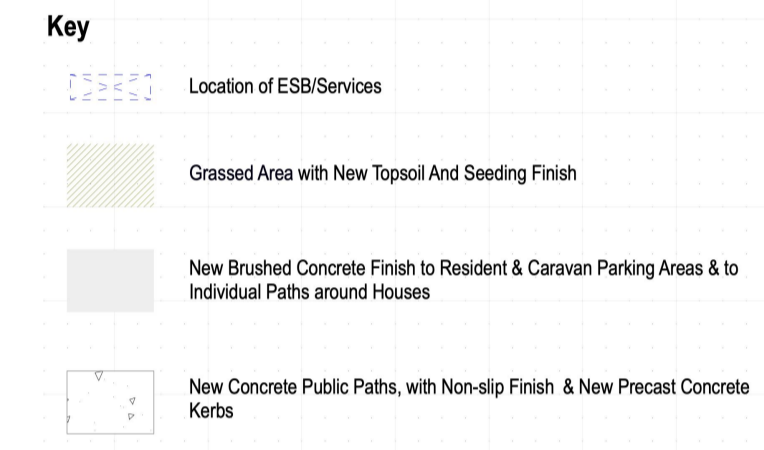 Key
Location of ESB/Services
Grassed Area with New Topsoil And Seeding Finish
New Brushed Concrete Finish to Resident & Caravan Parking Areas & to
Individual Paths around Houses
New Concrete Public Paths, with Non-slip Finish & New Precast Concrete
Kerbs